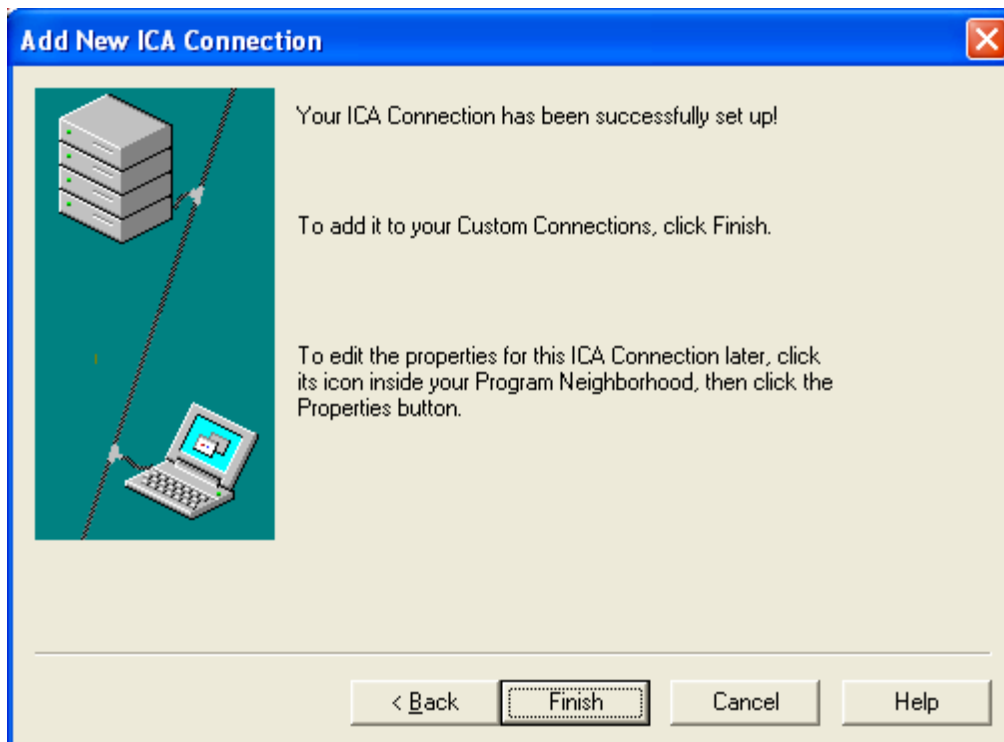 Add New ICA Connection
Your ICA Connection has been successfully set up!
To add it to your Custom Connections, click Finish.
To edit the properties for this ICA Connection later, click
its icon inside your Program Neighborhood, then click the
Properties button.
< Back Finish Cancel Help